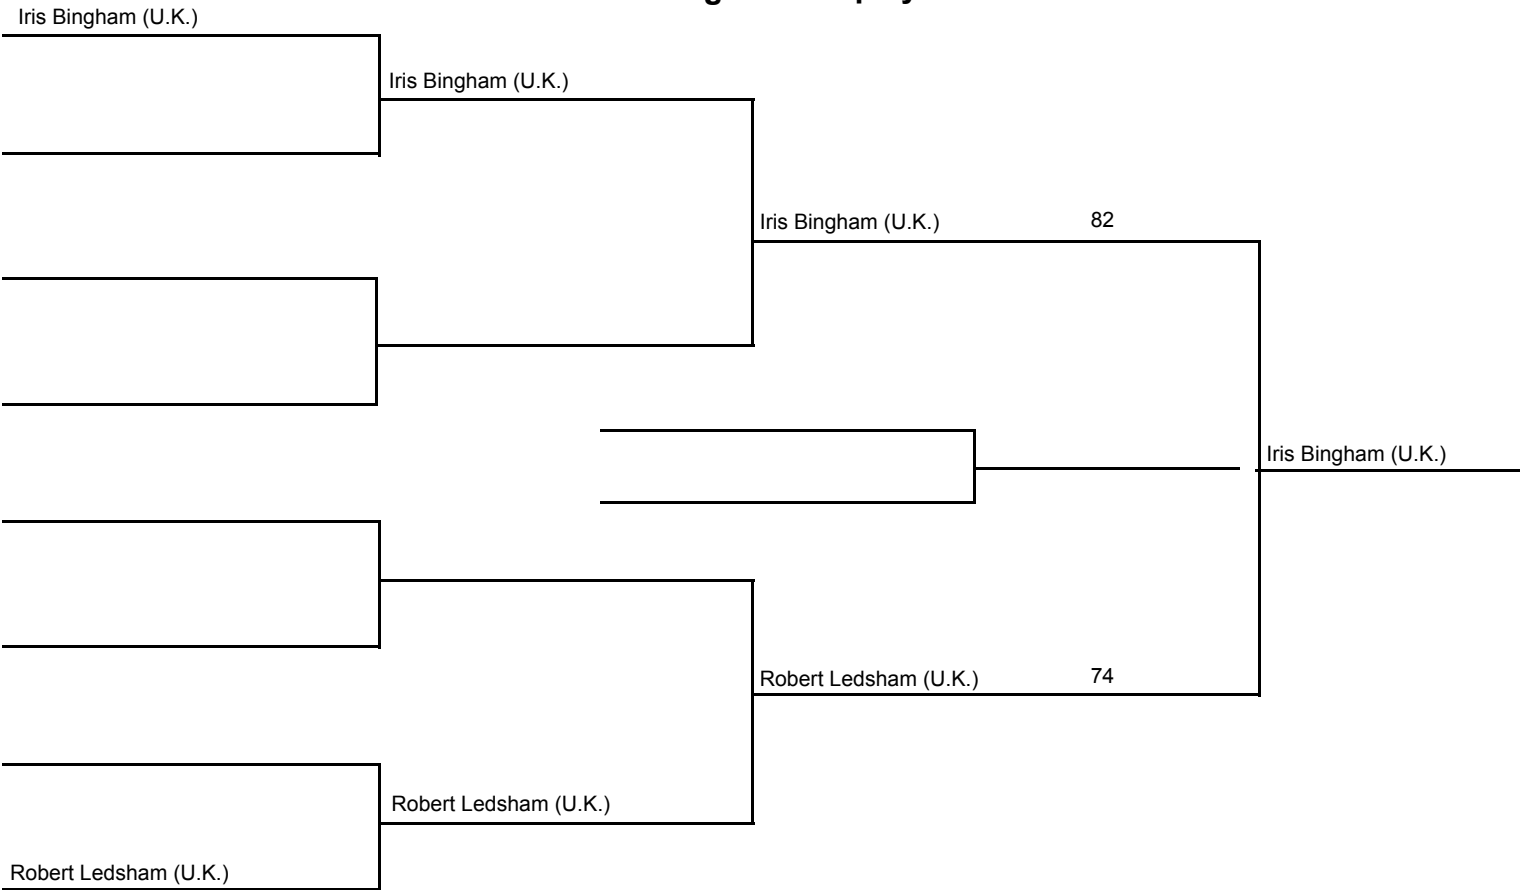 Iris Bingham (U.K.)
Iris Bingham (U.K.)
Iris Bingham (U.K.) 82
Iris Bingham (U.K.)
Robert Ledsham (U.K.) 74
Robert Ledsham (U.K.)
Robert Ledsham (U.K.)